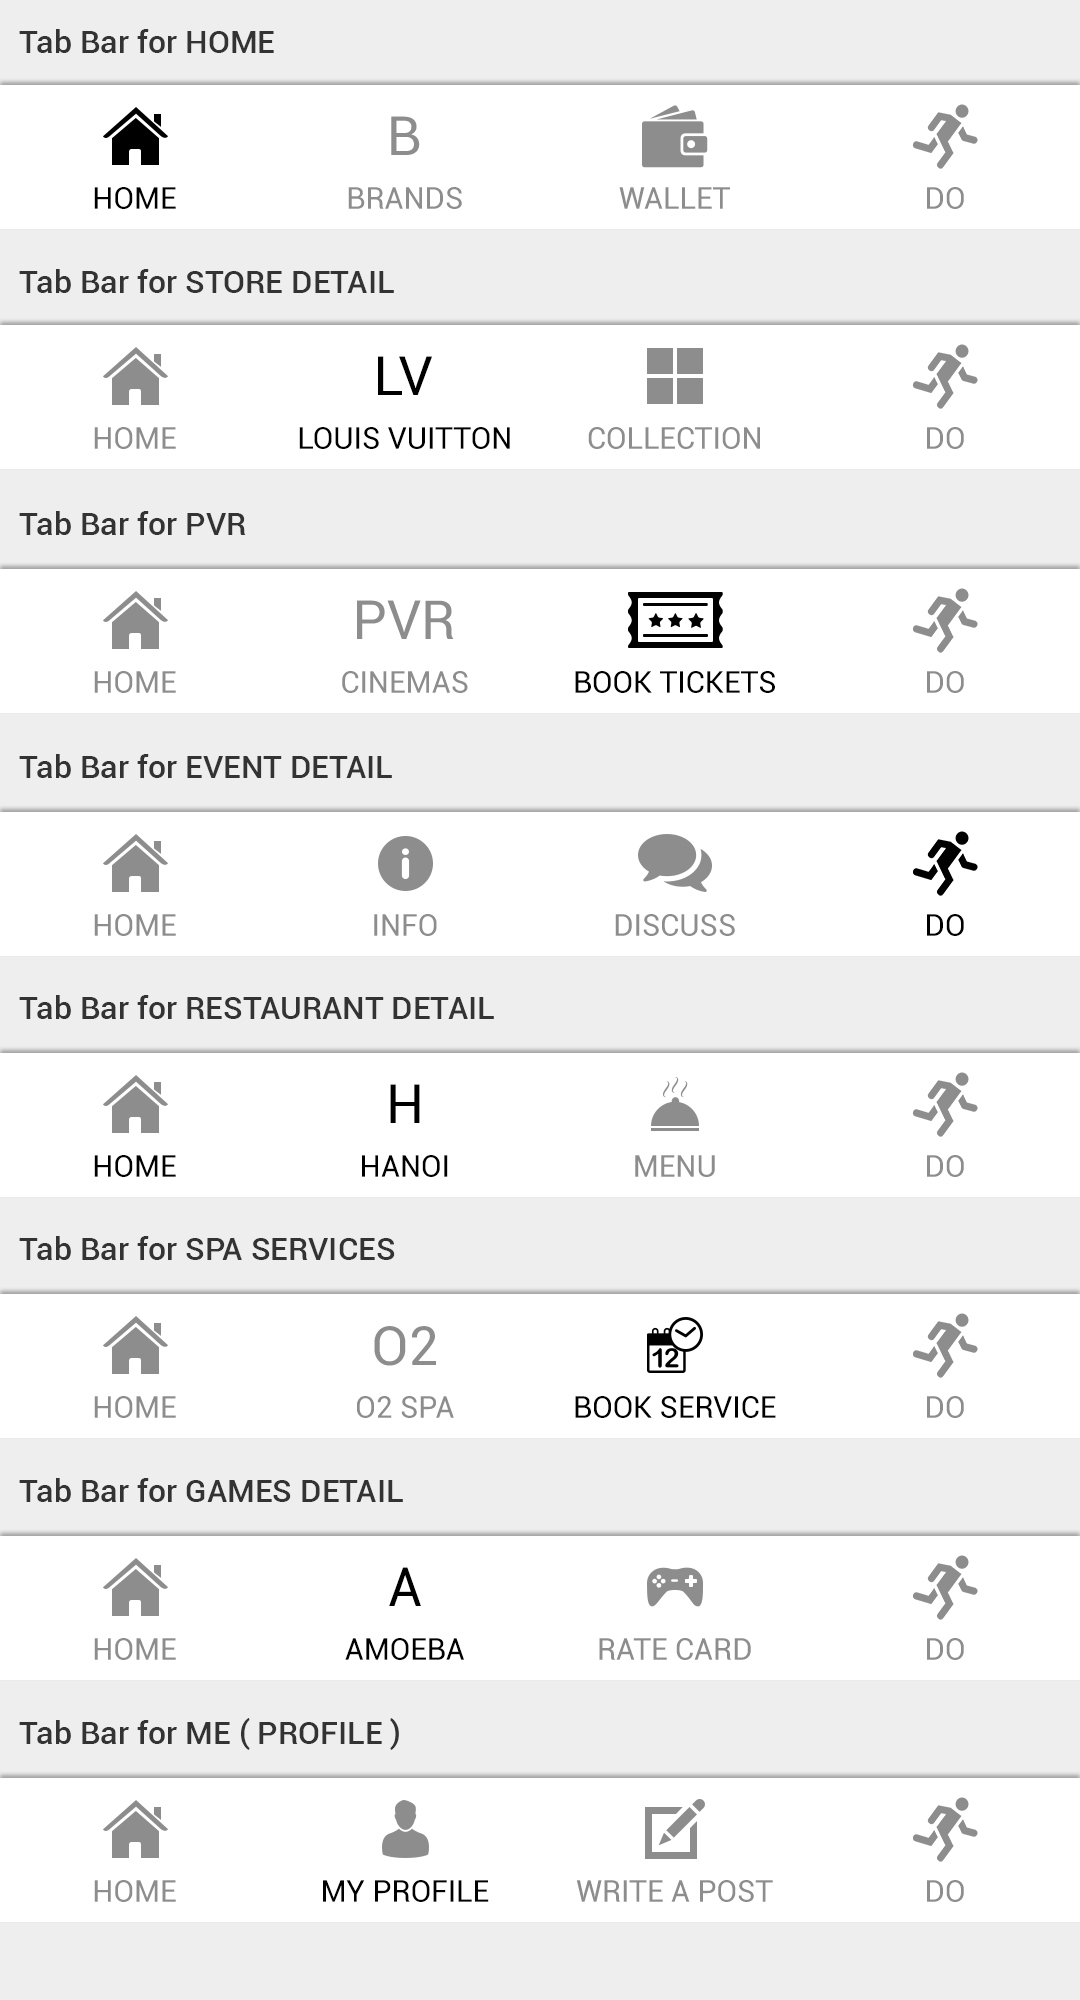 Tab Bar for HOME
B
HOME BRANDS WALLET DO
Tab Bar for STORE DETAIL
LV
HOME LOUIS VUITTON COLLECTION DO
Tab Bar for PVR
PVR
HOME CINEMAS BOOK TICKETS DO
Tab Bar for EVENT DETAIL
i
HOME INFO DISCUSS DO
Tab Bar for RESTAURANT DETAIL
H
HOME HANOI MENU DO
Tab Bar for SPA SERVICES
O2 12
HOME O2 SPA BOOK SERVICE DO
Tab Bar for GAMES DETAIL
A
HOME AMOEBA RATE CARD DO
Tab Bar for ME ( PROFILE )
HOME MY PROFILE WRITE A POST DO